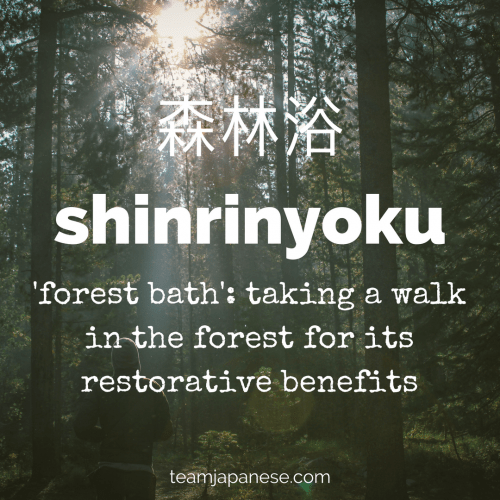 森林浴
shinrinyoku
'forest bath': taking a walk
in the forest for its
restorative benefits
teamjapanese.com